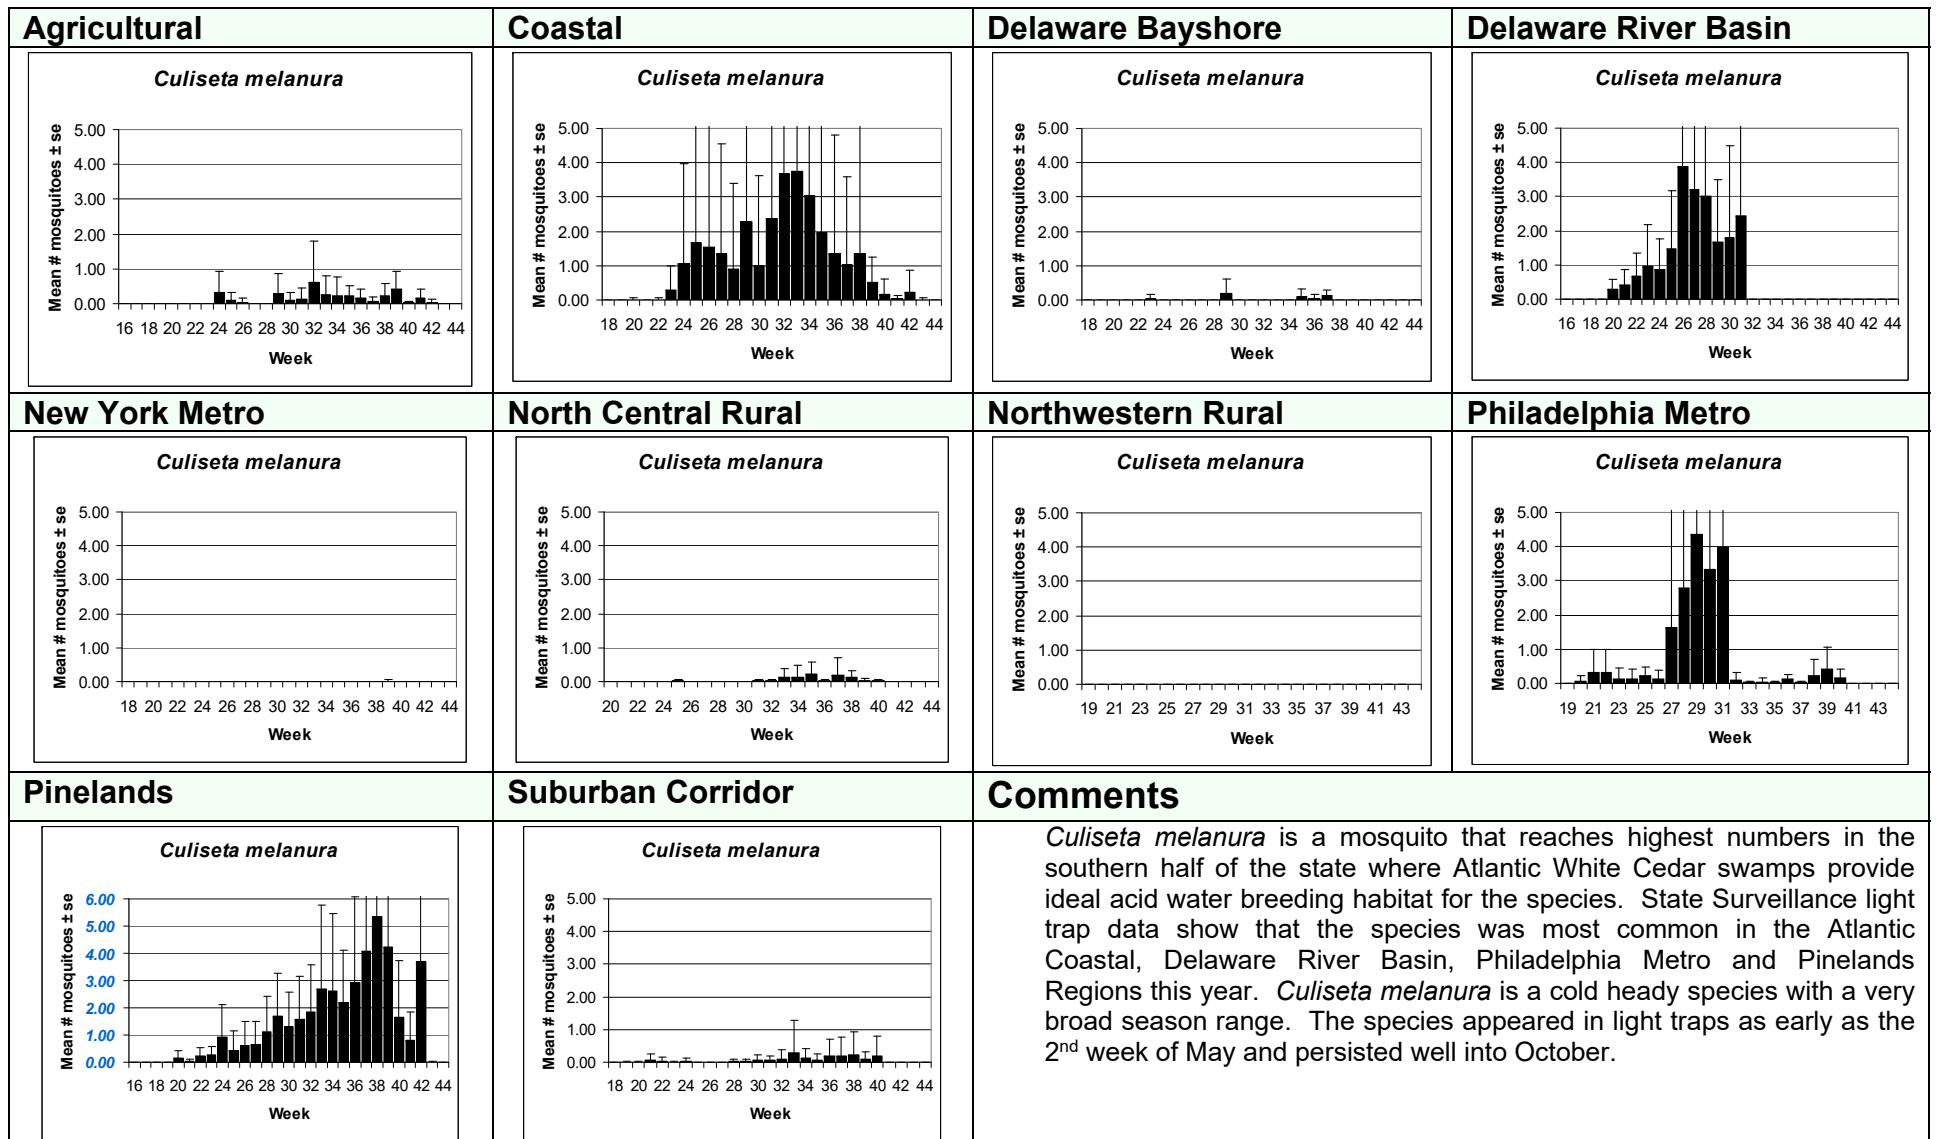 Agricultural
Culiseta melanura
Mean # mosquitoes ± se
5.00
4.00
3.00
2.00
1.00
0.00
16 18 20 22 24 26 28 30 32 34 36 38 40 42 44
Week
Coastal
Culiseta melanura
Mean # mosquitoes ± se
5.00
4.00
3.00
2.00
1.00
0.00
18 20 22 24 26 28 30 32 34 36 38 40 42 44
Week
Delaware Bayshore
Culiseta melanura
Mean # mosquitoes ± se
5.00
4.00
3.00
2.00
1.00
0.00
18 20 22 24 26 28 30 32 34 36 38 40 42 44
Week
Delaware River Basin
Culiseta melanura
Mean # mosquitoes ± se
5.00
4.00
3.00
2.00
1.00
0.00
16 18 20 22 24 26 28 30 32 34 36 38 40 42 44
Week
New York Metro
Culiseta melanura
Mean # mosquitoes ± se
5.00
4.00
3.00
2.00
1.00
0.00
18 20 22 24 26 28 30 32 34 36 38 40 42 44
Week
North Central Rural
Culiseta melanura
Mean # mosquitoes ± se
5.00
4.00
3.00
2.00
1.00
0.00
20 22 24 26 28 30 32 34 36 38 40 42 44
Week
Northwestern Rural
Culiseta melanura
Mean # mosquitoes ± se
5.00
4.00
3.00
2.00
1.00
0.00
19 21 23 25 27 29 31 33 35 37 39 41 43
Week
Philadelphia Metro
Culiseta melanura
Mean # mosquitoes ± se
5.00
4.00
3.00
2.00
1.00
0.00
19 21 23 25 27 29 31 33 35 37 39 41 43
Week
Pinelands
Culiseta melanura
Mean # mosquitoes ± se
6.00
5.00
4.00
3.00
2.00
1.00
0.00
16 18 20 22 24 26 28 30 32 34 36 38 40 42 44
Week
Suburban Corridor
Culiseta melanura
Mean # mosquitoes ± se
5.00
4.00
3.00
2.00
1.00
0.00
18 20 22 24 26 28 30 32 34 36 38 40 42 44
Week
Comments
Culiseta melanura is a mosquito that reaches highest numbers in the
southern half of the state where Atlantic White Cedar swamps provide
ideal acid water breeding habitat for the species. State Surveillance light
trap data show that the species was most common in the Atlantic
Coastal, Delaware River Basin, Philadelphia Metro and Pinelands
Regions this year. Culiseta melanura is a cold heady species with a very
broad season range. The species appeared in light traps as early as the
2nd week of May and persisted well into October.